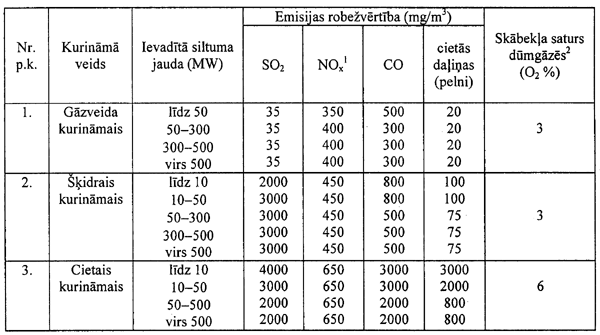 Nr. p.k. | Kurināmā veids | Ievadītā siltuma jauda (MW) | Emisijas robežvērtība (mg/m³) | Skābekļa saturs dūmgāzēs² (O₂ %)
SO₂ | NOₓ¹ | CO | cietās daļiņas (pelni)
1. | Gāzveida kurināmais | līdz 50 | 35 | 350 | 500 | 20 | 3
50–300 | 35 | 400 | 300 | 20
300–500 | 35 | 400 | 300 | 20
virs 500 | 35 | 400 | 300 | 20
2. | Šķidrais kurināmais | līdz 10 | 2000 | 450 | 800 | 100 | 3
10–50 | 3000 | 450 | 800 | 100
50–300 | 3000 | 450 | 500 | 75
300–500 | 3000 | 450 | 500 | 75
virs 500 | 3000 | 450 | 500 | 75
3. | Cietais kurināmais | līdz 10 | 4000 | 650 | 3000 | 3000 | 6
10–50 | 3000 | 650 | 3000 | 2000
50–500 | 2000 | 650 | 2000 | 800
virs 500 | 2000 | 650 | 2000 | 800